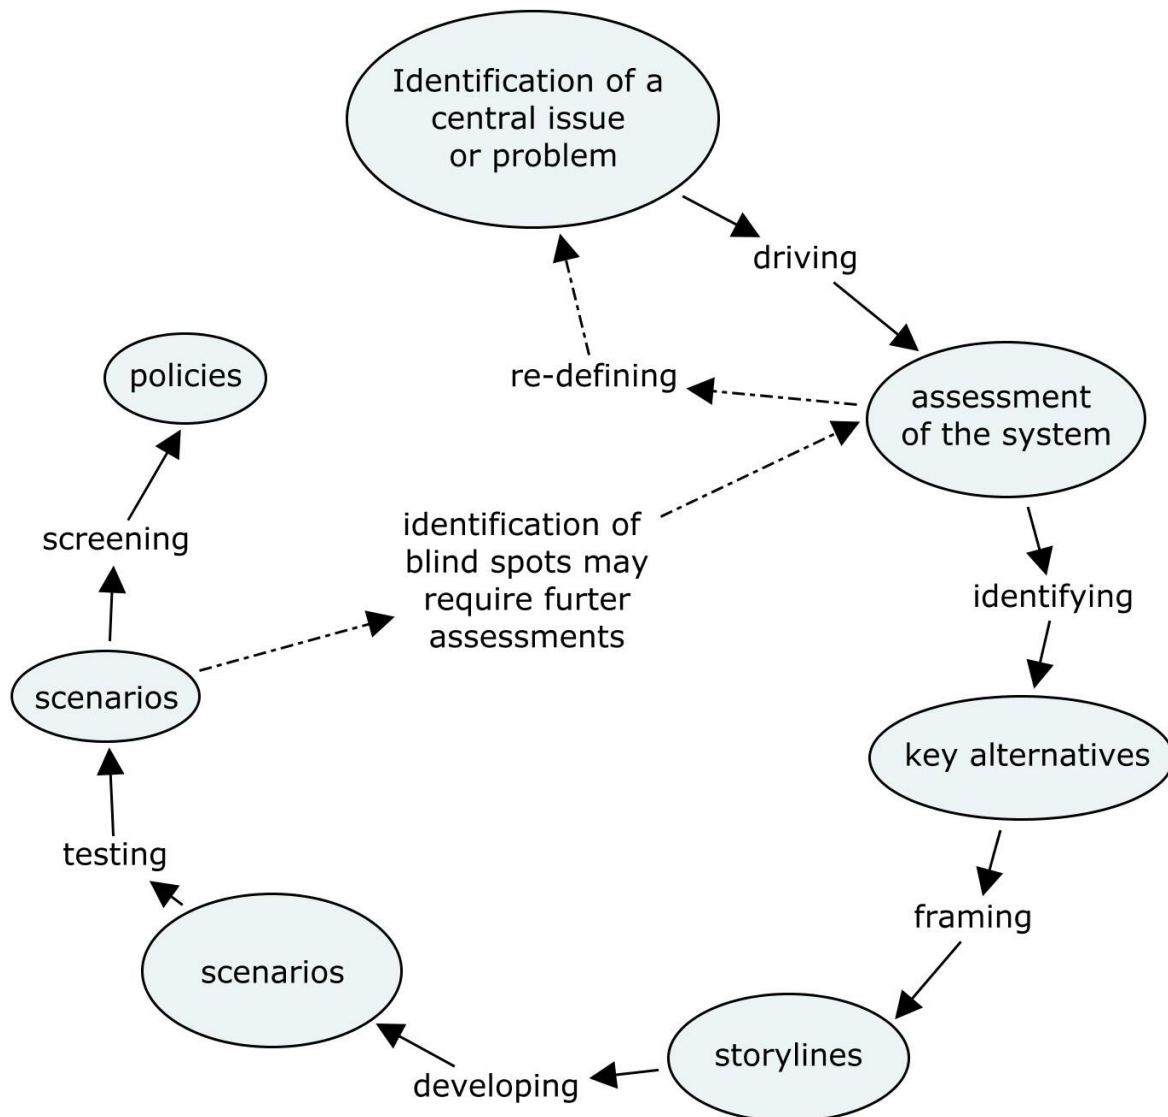 Identification of a
central issue
or problem
driving
assessment
of the system
re-defining
identification of
blind spots may
require furter
assessments
identifying
key alternatives
framing
storylines
developing
scenarios
testing
scenarios
screening
policies